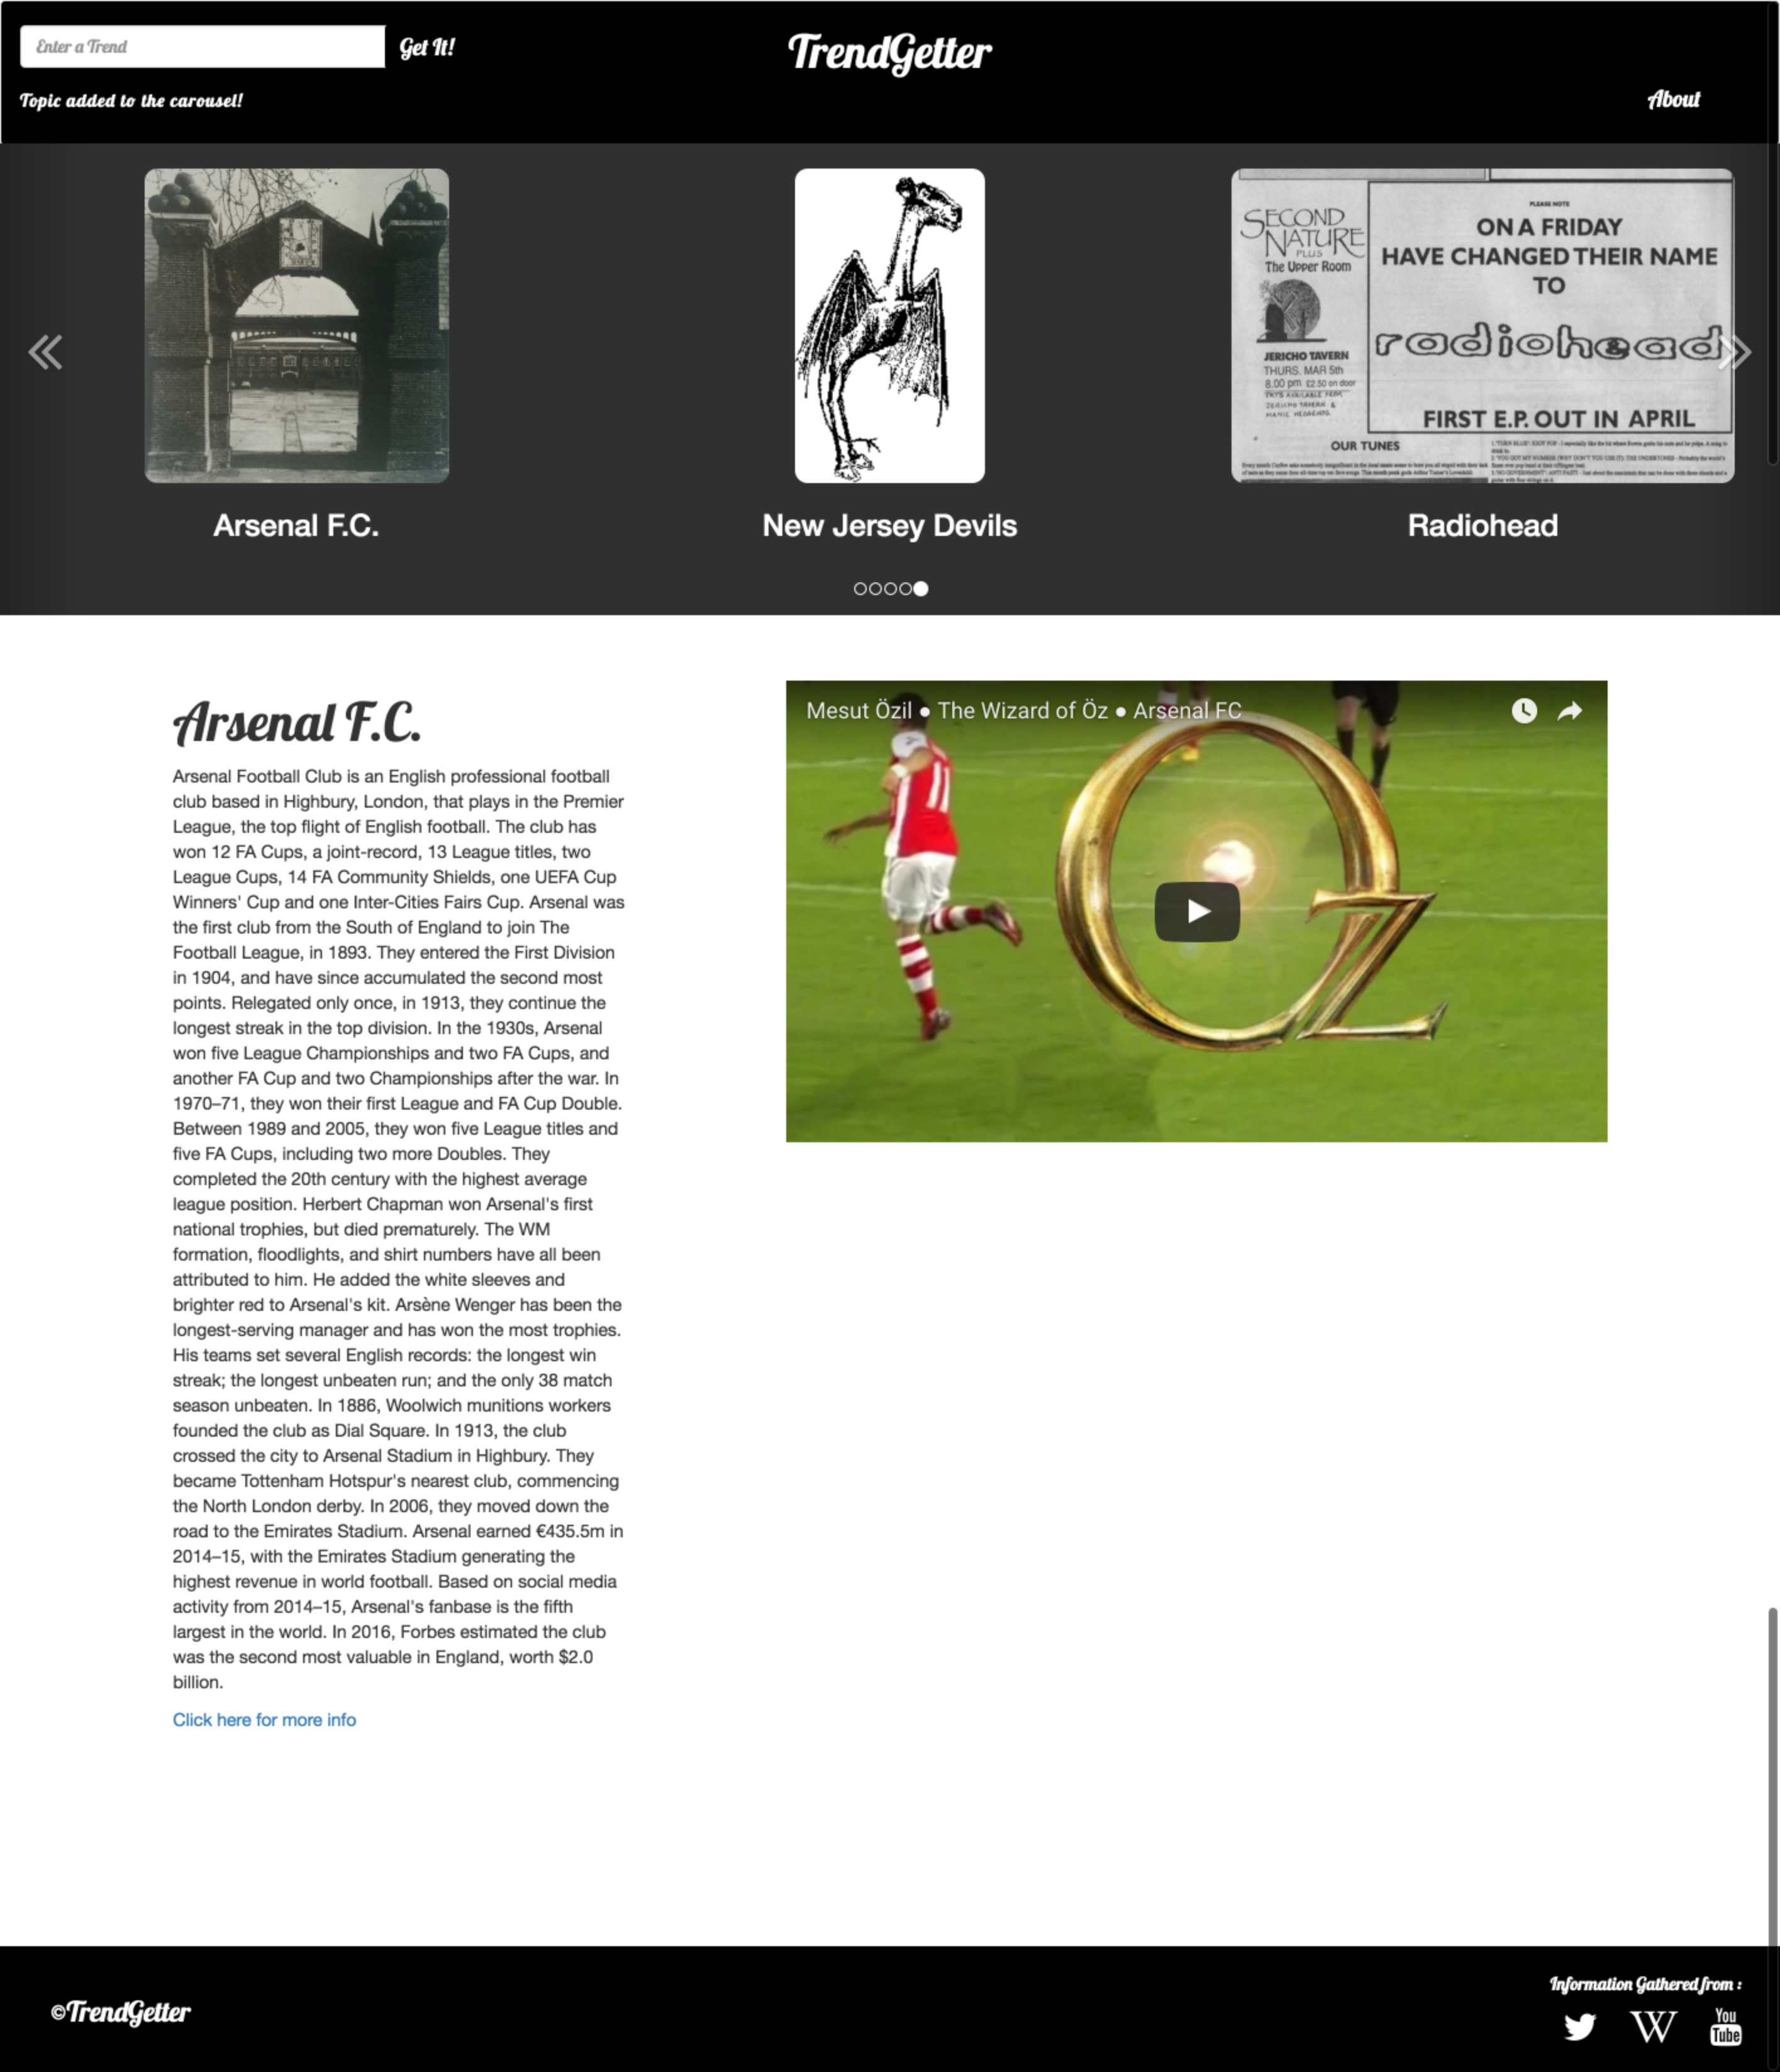 Enter a Trend
Get It!
TrendGetter
Topic added to the carousel!
About
SECOND
NATURE
PLUS
The Upper Room
JERICHO TAVERN
THURS. MAR 5th
8.00 pm £2.50 on door
PLEASE NOTE
ON A FRIDAY
HAVE CHANGED THEIR NAME
TO
radiohead
FIRST E.P. OUT IN APRIL
OUR TUNES
Arsenal F.C.
New Jersey Devils
Radiohead
Arsenal F.C.
Arsenal Football Club is an English professional football
club based in Highbury, London, that plays in the Premier
League, the top flight of English football. The club has
won 12 FA Cups, a joint-record, 13 League titles, two
League Cups, 14 FA Community Shields, one UEFA Cup
Winners' Cup and one Inter-Cities Fairs Cup. Arsenal was
the first club from the South of England to join The
Football League, in 1893. They entered the First Division
in 1904, and have since accumulated the second most
points. Relegated only once, in 1913, they continue the
longest streak in the top division. In the 1930s, Arsenal
won five League Championships and two FA Cups, and
another FA Cup and two Championships after the war. In
1970–71, they won their first League and FA Cup Double.
Between 1989 and 2005, they won five League titles and
five FA Cups, including two more Doubles. They
completed the 20th century with the highest average
league position. Herbert Chapman won Arsenal's first
national trophies, but died prematurely. The WM
formation, floodlights, and shirt numbers have all been
attributed to him. He added the white sleeves and
brighter red to Arsenal's kit. Arsène Wenger has been the
longest-serving manager and has won the most trophies.
His teams set several English records: the longest win
streak; the longest unbeaten run; and the only 38 match
season unbeaten. In 1886, Woolwich munitions workers
founded the club as Dial Square. In 1913, the club
crossed the city to Arsenal Stadium in Highbury. They
became Tottenham Hotspur's nearest club, commencing
the North London derby. In 2006, they moved down the
road to the Emirates Stadium. Arsenal earned €435.5m in
2014–15, with the Emirates Stadium generating the
highest revenue in world football. Based on social media
activity from 2014–15, Arsenal's fanbase is the fifth
largest in the world. In 2016, Forbes estimated the club
was the second most valuable in England, worth $2.0
billion.
Click here for more info
Mesut Özil ● The Wizard of Öz ● Arsenal FC
11
OZ
©TrendGetter
Information Gathered from :
W
You
Tube